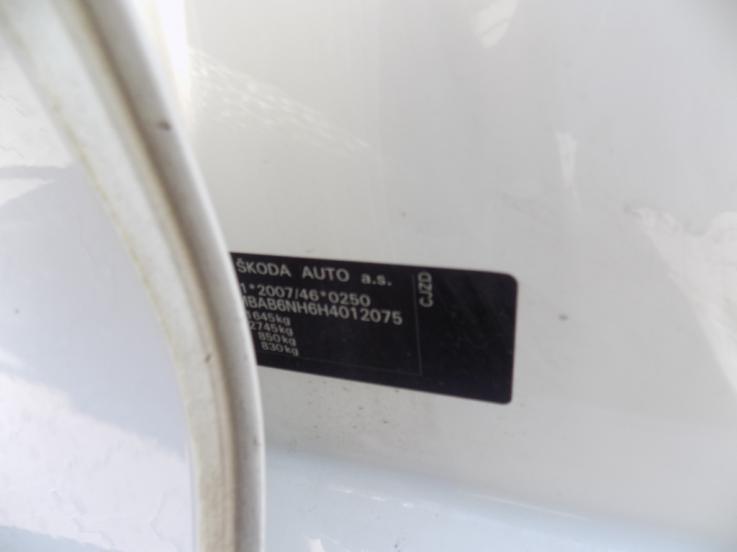 ŠKODA AUTO a.s.
1*2007/46*0250
MBAB6NH6H4012075
1645kg
2745kg
850kg
830kg
CJZD